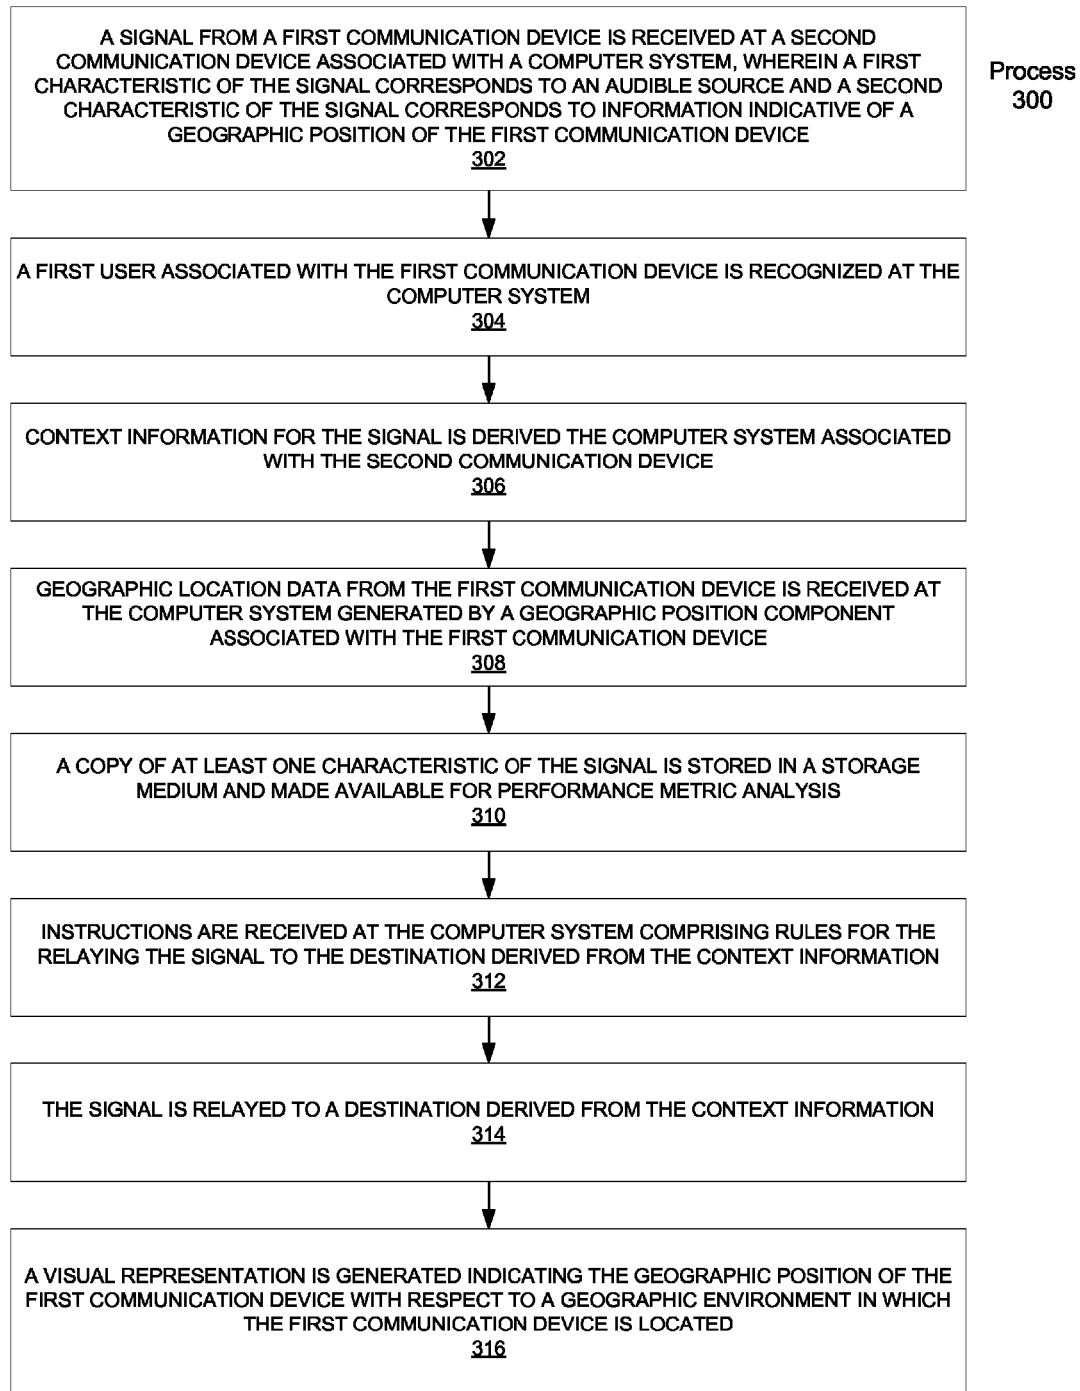 A SIGNAL FROM A FIRST COMMUNICATION DEVICE IS RECEIVED AT A SECOND
COMMUNICATION DEVICE ASSOCIATED WITH A COMPUTER SYSTEM, WHEREIN A FIRST
CHARACTERISTIC OF THE SIGNAL CORRESPONDS TO AN AUDIBLE SOURCE AND A SECOND
CHARACTERISTIC OF THE SIGNAL CORRESPONDS TO INFORMATION INDICATIVE OF A
GEOGRAPHIC POSITION OF THE FIRST COMMUNICATION DEVICE
302
Process
300
A FIRST USER ASSOCIATED WITH THE FIRST COMMUNICATION DEVICE IS RECOGNIZED AT THE
COMPUTER SYSTEM
304
CONTEXT INFORMATION FOR THE SIGNAL IS DERIVED THE COMPUTER SYSTEM ASSOCIATED
WITH THE SECOND COMMUNICATION DEVICE
306
GEOGRAPHIC LOCATION DATA FROM THE FIRST COMMUNICATION DEVICE IS RECEIVED AT
THE COMPUTER SYSTEM GENERATED BY A GEOGRAPHIC POSITION COMPONENT
ASSOCIATED WITH THE FIRST COMMUNICATION DEVICE
308
A COPY OF AT LEAST ONE CHARACTERISTIC OF THE SIGNAL IS STORED IN A STORAGE
MEDIUM AND MADE AVAILABLE FOR PERFORMANCE METRIC ANALYSIS
310
INSTRUCTIONS ARE RECEIVED AT THE COMPUTER SYSTEM COMPRISING RULES FOR THE
RELAYING THE SIGNAL TO THE DESTINATION DERIVED FROM THE CONTEXT INFORMATION
312
THE SIGNAL IS RELAYED TO A DESTINATION DERIVED FROM THE CONTEXT INFORMATION
314
A VISUAL REPRESENTATION IS GENERATED INDICATING THE GEOGRAPHIC POSITION OF THE
FIRST COMMUNICATION DEVICE WITH RESPECT TO A GEOGRAPHIC ENVIRONMENT IN WHICH
THE FIRST COMMUNICATION DEVICE IS LOCATED
316